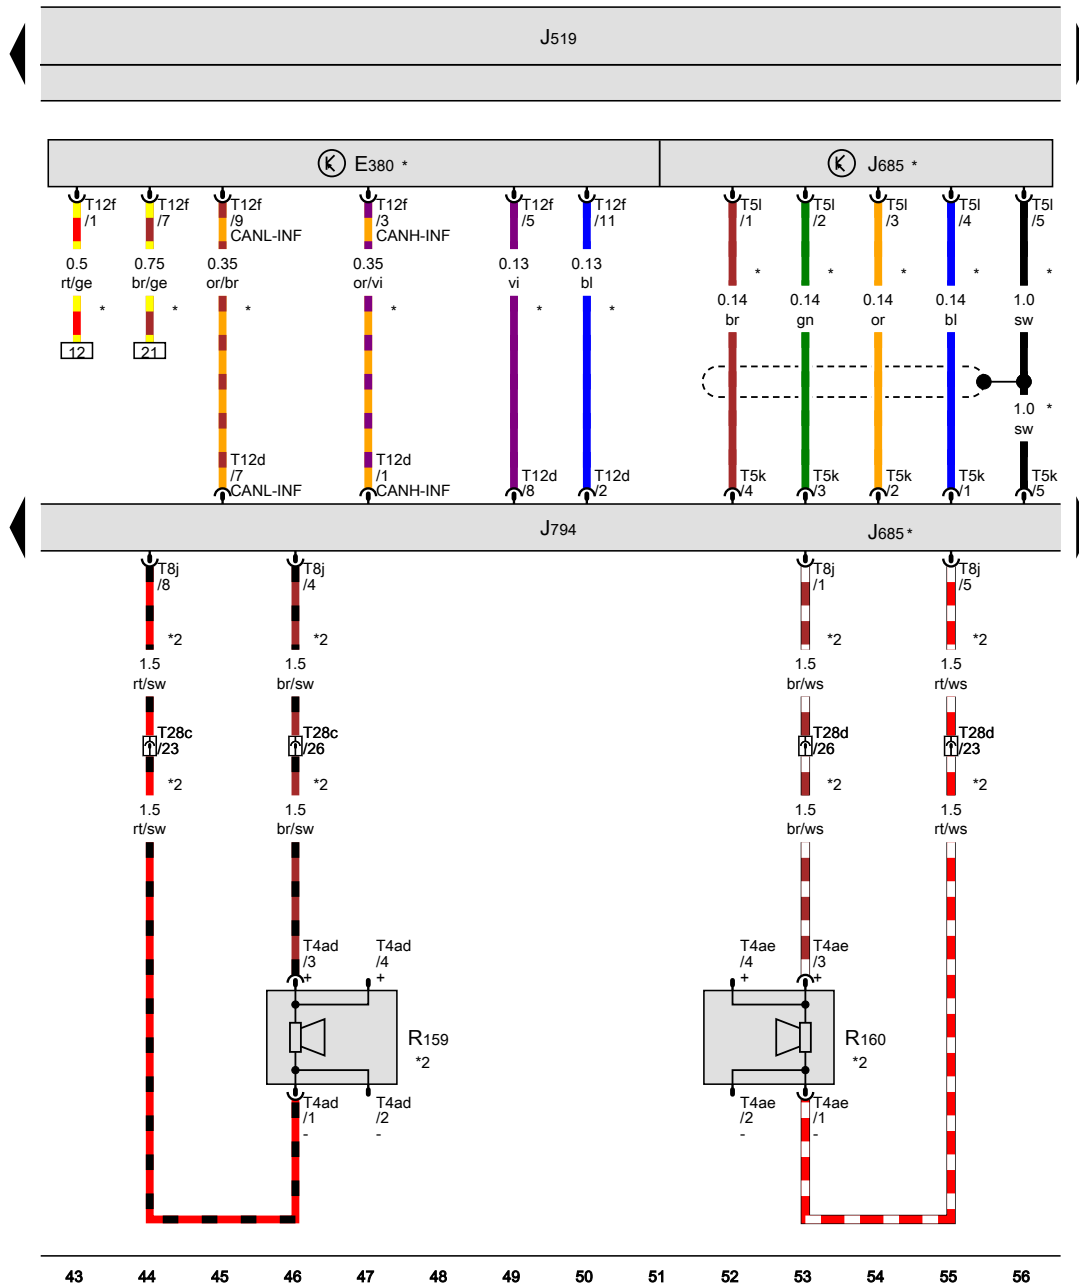 J519
E380 *
J685 *
T12f T12f T12f T12f T12f T12f T5l T5l T5l T5l T5l
/1 /7 /9 /3 /5 /11 /1 /2 /3 /4 /5
CANL-INF CANH-INF
0.5 0.75 0.35 0.35 0.13 0.13 * * * * *
rt/ge br/ge or/br or/vi vi bl
0.14 0.14 0.14 0.14 1.0
* * * * * *
br gn or bl sw
12 21
1.0 *
sw
T12d T12d T12d T12d T5k T5k T5k T5k T5k
/7 /1 /8 /2 /4 /3 /2 /1 /5
CANL-INF CANH-INF
J794
J685 *
T8j T8j T8j T8j
/8 /4 /1 /5
*2 *2 *2 *2
1.5 1.5 1.5 1.5
rt/sw br/sw br/ws rt/ws
T28c T28c T28d T28d
/23 /26 /26 /23
*2 *2 *2 *2
1.5 1.5 1.5 1.5
rt/sw br/sw br/ws rt/ws
T4ad T4ad T4ae T4ae
/3 /4 /4 /3
+ + + +
R159 R160
*2 *2
T4ad T4ad T4ae T4ae
/1 /2 /2 /1
- - - -
43 44 45 46 47 48 49 50 51 52 53 54 55 56